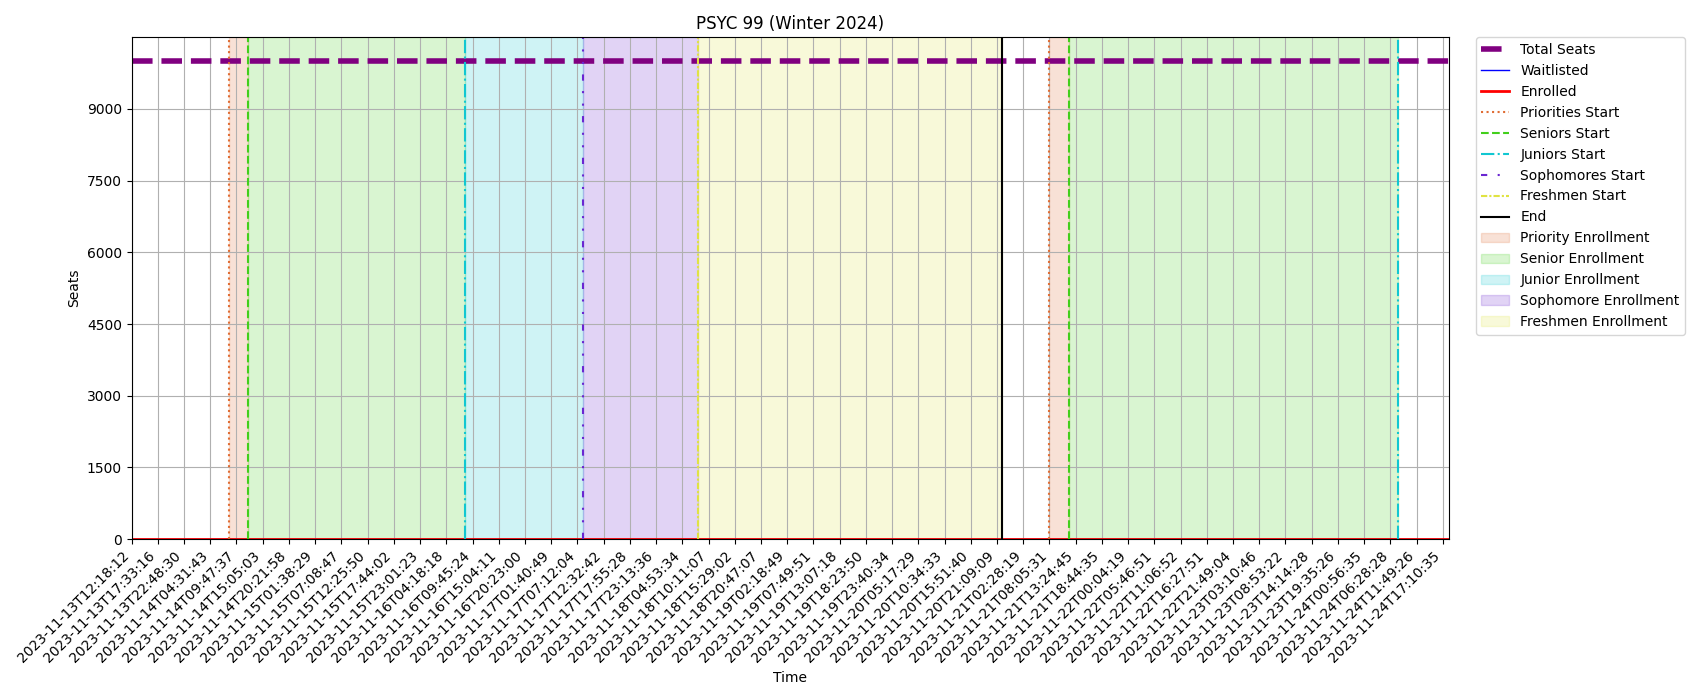 PSYC 99 (Winter 2024)
Seats
9000
7500
6000
4500
3000
1500
0
2023-11-13T12:18:12
2023-11-13T17:33:16
2023-11-13T22:48:30
2023-11-14T04:31:43
2023-11-14T09:47:37
2023-11-14T15:05:03
2023-11-14T20:21:58
2023-11-15T01:38:29
2023-11-15T07:08:47
2023-11-15T12:25:50
2023-11-15T17:44:02
2023-11-15T23:01:23
2023-11-16T04:18:18
2023-11-16T09:45:24
2023-11-16T15:04:11
2023-11-16T20:23:00
2023-11-17T01:40:49
2023-11-17T07:12:04
2023-11-17T12:32:42
2023-11-17T17:55:28
2023-11-17T23:13:36
2023-11-18T04:53:34
2023-11-18T10:11:07
2023-11-18T15:29:02
2023-11-18T20:47:07
2023-11-19T02:18:49
2023-11-19T07:49:51
2023-11-19T13:07:18
2023-11-19T18:23:50
2023-11-19T23:40:34
2023-11-20T05:17:29
2023-11-20T10:34:33
2023-11-20T15:51:40
2023-11-20T21:09:09
2023-11-21T02:28:19
2023-11-21T08:05:31
2023-11-21T13:24:45
2023-11-21T18:44:35
2023-11-22T00:04:19
2023-11-22T05:46:51
2023-11-22T11:06:52
2023-11-22T16:27:51
2023-11-22T21:49:04
2023-11-23T03:10:46
2023-11-23T08:53:22
2023-11-23T14:14:28
2023-11-23T19:35:26
2023-11-24T00:56:35
2023-11-24T06:28:28
2023-11-24T11:49:26
2023-11-24T17:10:35
Time
Total Seats
Waitlisted
Enrolled
Priorities Start
Seniors Start
Juniors Start
Sophomores Start
Freshmen Start
End
Priority Enrollment
Senior Enrollment
Junior Enrollment
Sophomore Enrollment
Freshmen Enrollment